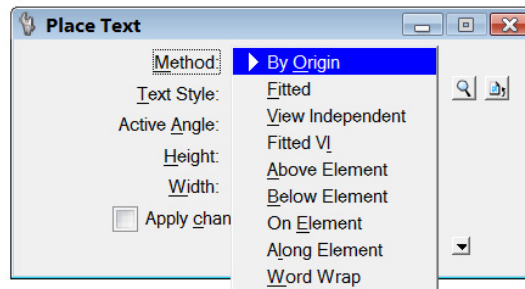 Place Text
Method:
By Origin
Text Style:
Fitted
View Independent
Active Angle:
Fitted VI
Height:
Above Element
Width:
Below Element
Apply chan
On Element
Along Element
Word Wrap